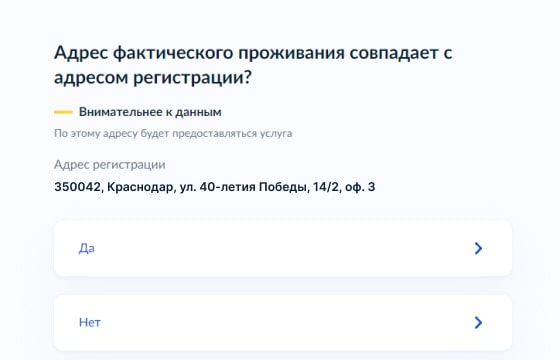 Адрес фактического проживания совпадает с
адресом регистрации?
Внимательнее к данным
По этому адресу будет предоставляться услуга
Адрес регистрации
350042, Краснодар, ул. 40-летия Победы, 14/2, оф. 3
Да
Нет